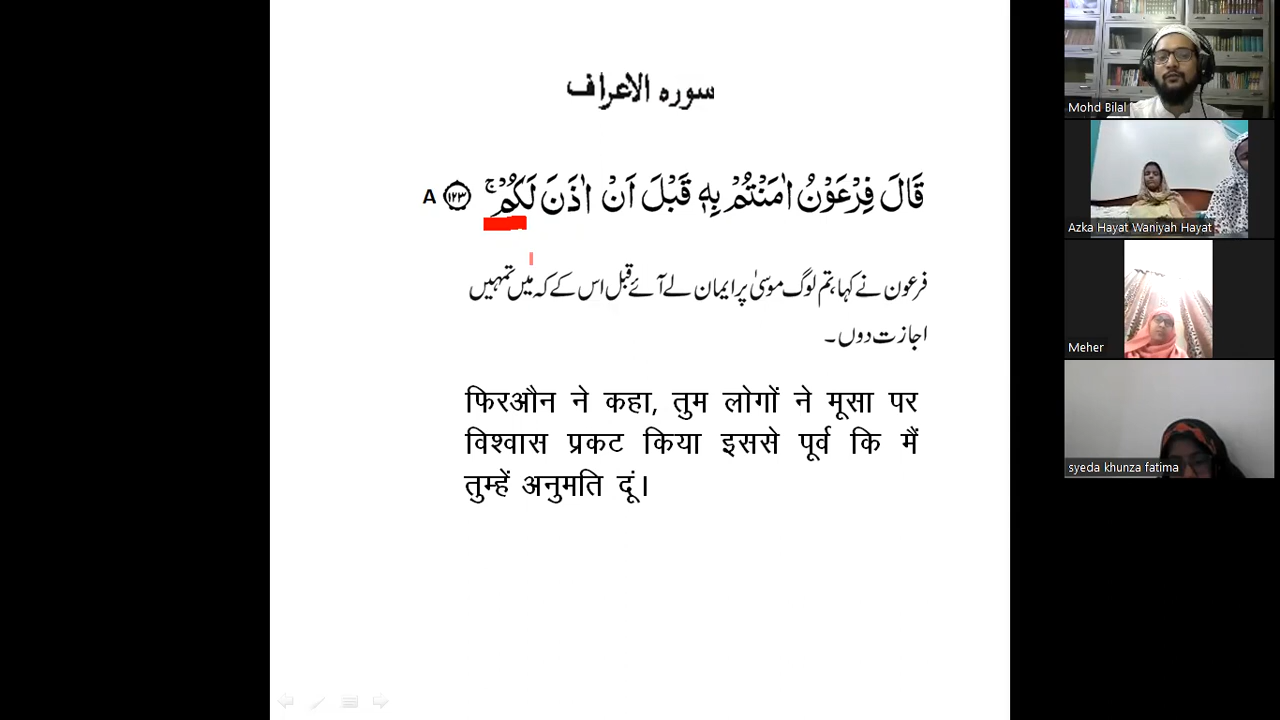 سورہ الاعراف
قَالَ فِرْعَوْنُ اٰمَنْتُمْ بِهٖ قَبْلَ اَنْ اٰذَنَ لَكُمْ ۚ ۝۱۲۳ A
فرعون نے کہا، تم لوگ موسیٰ پر ایمان لے آئے قبل اس کے کہ میں تمہیں
اجازت دوں۔
फिरऔन ने कहा, तुम लोगों ने मूसा पर
विश्वास प्रकट किया इससे पूर्व कि मैं
तुम्हें अनुमति दूं।
Mohd Bilal
Azka Hayat Waniyah Hayat
Meher
syeda khunza fatima